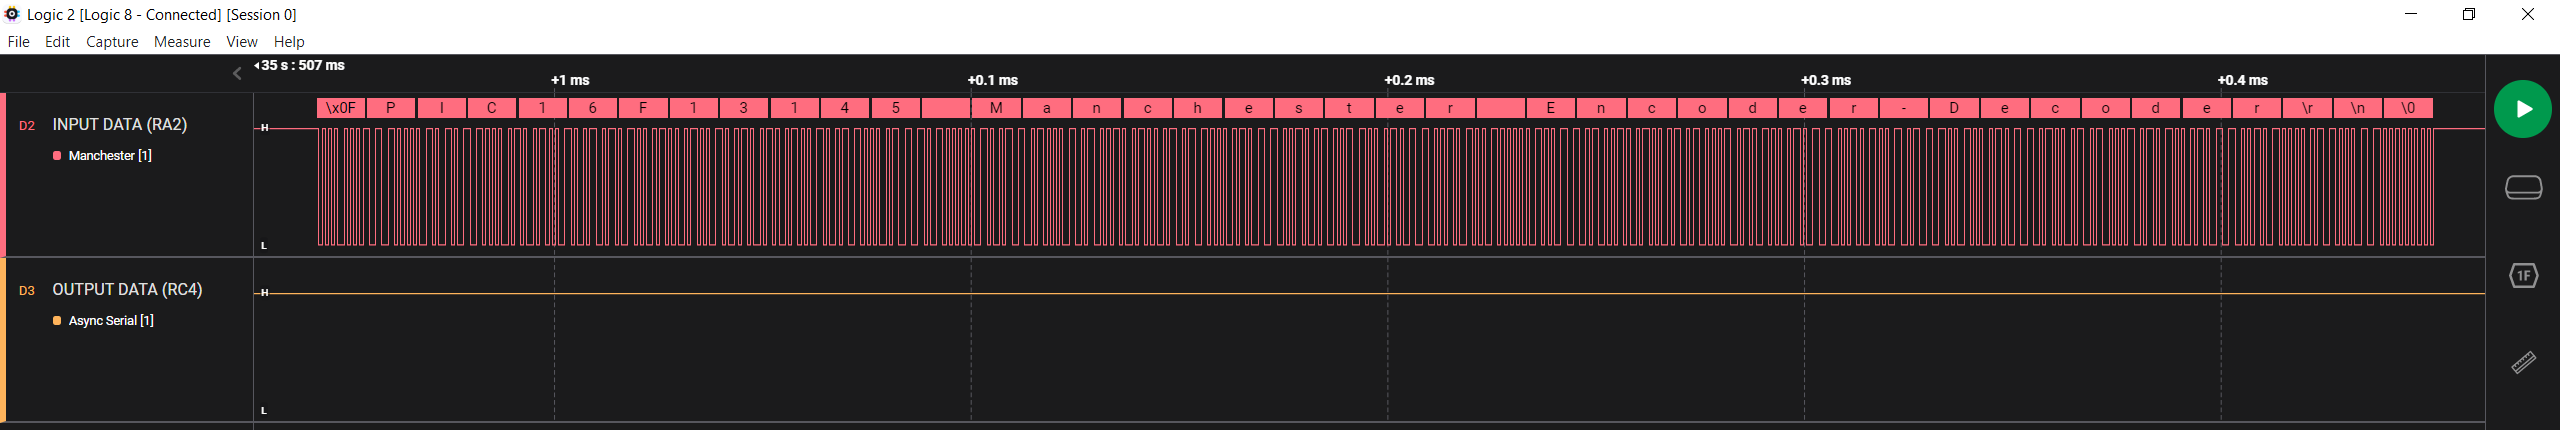 Logic 2 [Logic 8 - Connected] [Session 0]
File Edit Capture Measure View Help
35 s : 507 ms
+1 ms +0.1 ms +0.2 ms +0.3 ms +0.4 ms
\x0F P I C 1 6 F 1 3 1 4 5 M a n c h e s t e r E n c o d e r - D e c o d e r \r \n \0
D2 INPUT DATA (RA2)
Manchester [1]
H
L
D3 OUTPUT DATA (RC4)
Async Serial [1]
H
L
1F